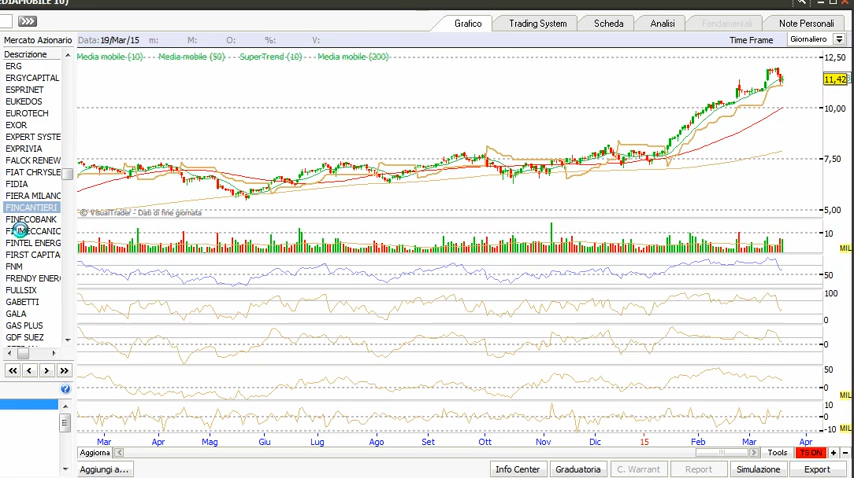 DIAMOBILE 10)
Grafico
Trading System
Scheda
Analisi
Fondamentali
Note Personali
Mercato Azionario
Data: 19/Mar/15 m: M: O: %: V:
Time Frame Giornaliero
Descrizione
ERG
ERGYCAPITAL
ESPRINET
EUKEDOS
EUROTECH
EXOR
EXPERT SYSTE
EXPRIVIA
FALCK RENEW
FIAT CHRYSLE
FIDIA
FIERA MILANO
FINCANTIERI
FINECOBANK
FINMECCANIC
FINTEL ENERG
FIRST CAPITA
FNM
FRENDY ENER
FULLSIX
GABETTI
GALA
GAS PLUS
GDF SUEZ
Media mobile (10) Media mobile (50) SuperTrend (10) Media mobile (200)
12,50
11,42
10,00
7,50
5,00
© VisualTrader - Dati di fine giornata
10
MIL
50
100
0
0
50
0
MIL
10
0
-10
MIL
Mar Apr Mag Giu Lug Ago Set Ott Nov Dic 15 Feb Mar Apr
Aggiorna
Tools
TS ON
+
-
Aggiungi a...
Info Center
Graduatoria
C. Warrant
Report
Simulazione
Export